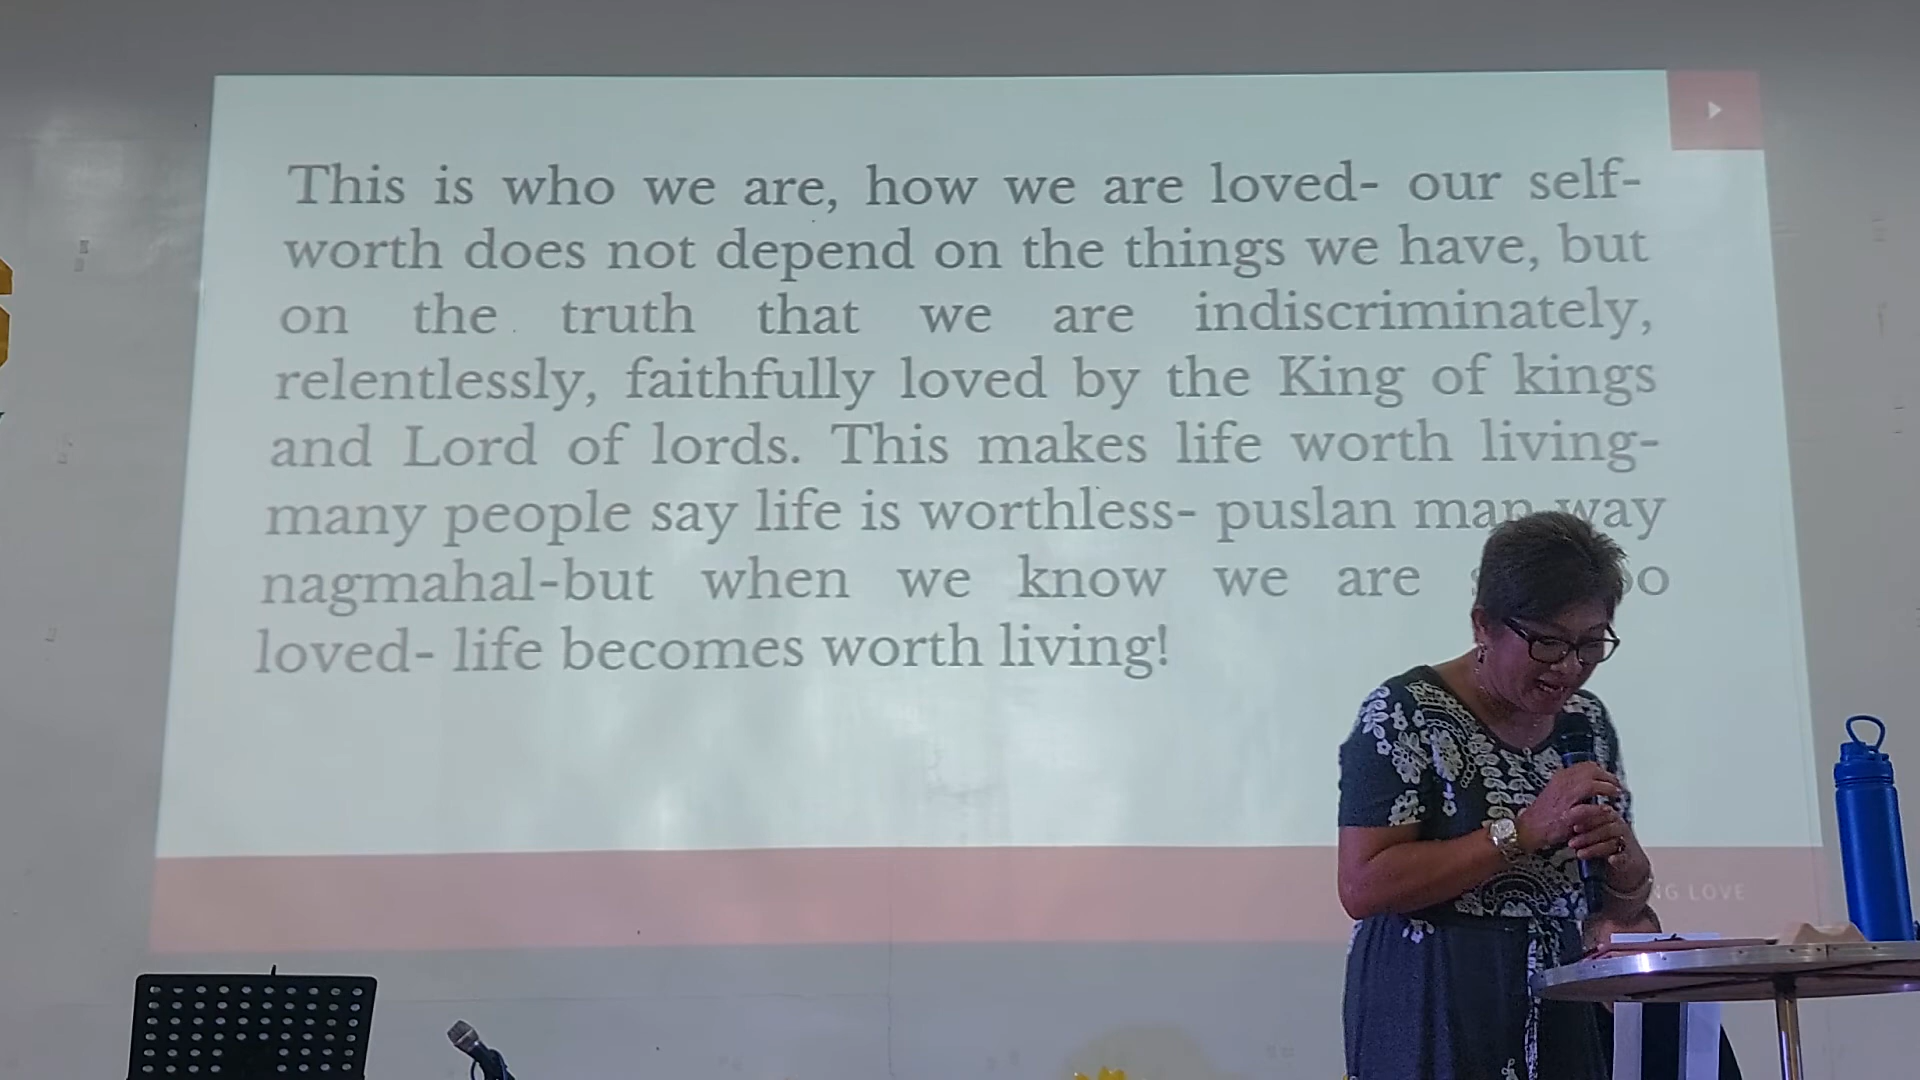 This is who we are, how we are loved- our self-
worth does not depend on the things we have, but
on the truth that we are indiscriminately,
relentlessly, faithfully loved by the King of kings
and Lord of lords. This makes life worth living-
many people say life is worthless- puslan man way
nagmahal-but when we know we are
loved- life becomes worth living!
LOVE